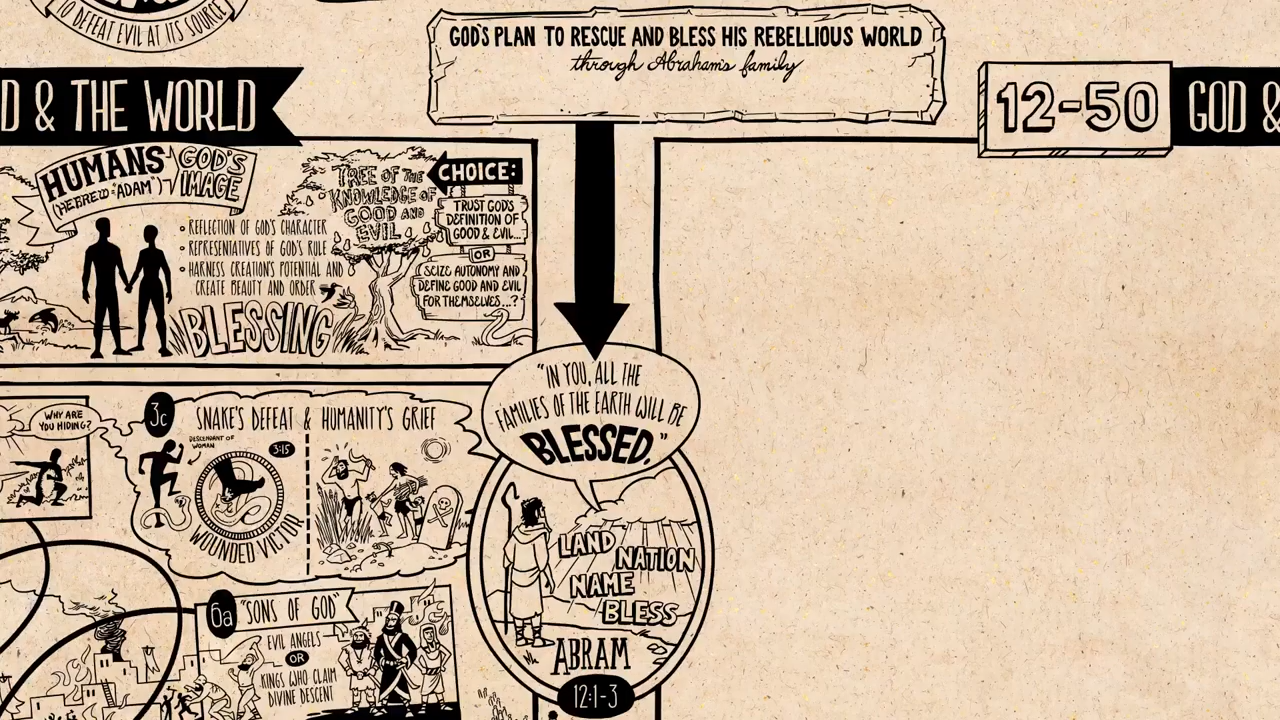 TO DEFEAT EVIL AT ITS SOURCE
GOD'S PLAN TO RESCUE AND BLESS HIS REBELLIOUS WORLD
through Abraham's family
D & THE WORLD
12-50
GOD &
HUMANS
(HEBREW = "ADAM")
GOD'S
IMAGE
• REFLECTION OF GOD'S CHARACTER
• REPRESENTATIVES OF GOD'S RULE
• HARNESS CREATION'S POTENTIAL AND
CREATE BEAUTY AND ORDER
BLESSING
TREE OF THE
KNOWLEDGE OF
GOOD AND
EVIL
CHOICE:
TRUST GOD'S
DEFINITION OF
GOOD & EVIL...
OR
SEIZE AUTONOMY AND
DEFINE GOOD AND EVIL
FOR THEMSELVES...?
"IN YOU, ALL THE
FAMILIES OF THE EARTH WILL BE
BLESSED."
WHY ARE
YOU HIDING?
3c
SNAKE'S DEFEAT & HUMANITY'S GRIEF
DESCENDANT OF
WOMAN
3:15
WOUNDED VICTOR
LAND
NATION
NAME
BLESS
ABRAM
12:1-3
6a
"SONS OF GOD"
EVIL ANGELS
OR
KINGS WHO CLAIM
DIVINE DESCENT